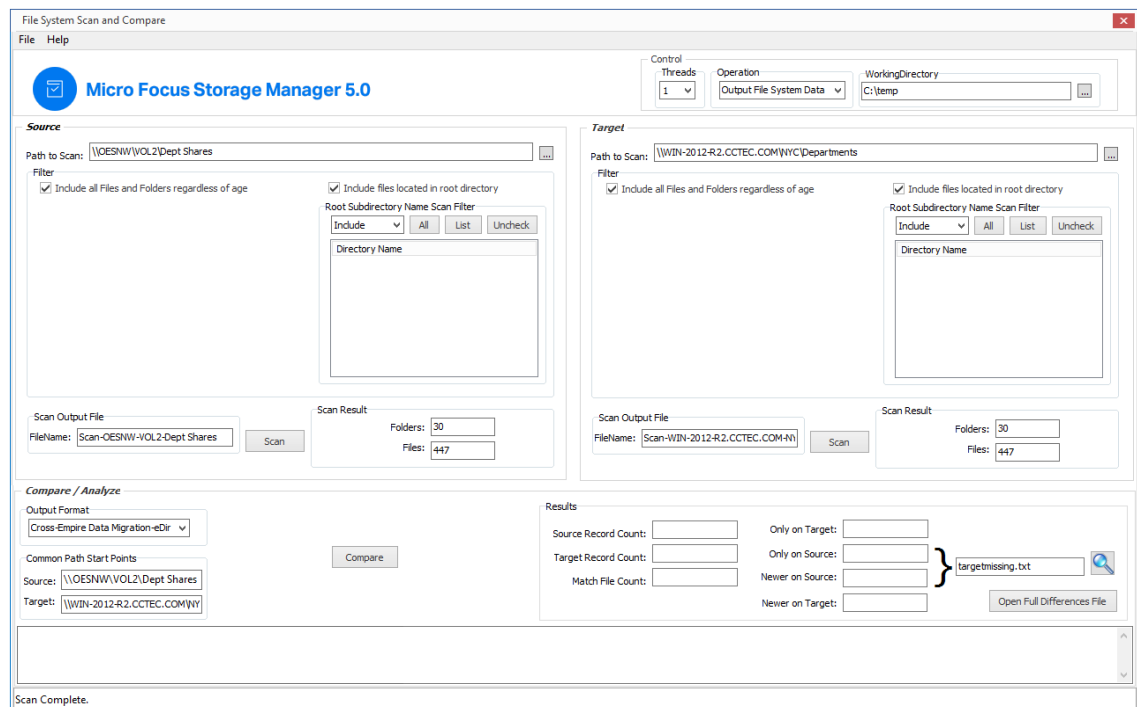 File System Scan and Compare
File Help
Micro Focus Storage Manager 5.0
Control
Threads
1
Operation
Output File System Data
WorkingDirectory
C:\temp
...
Source
Path to Scan: \\OESNW\VOL2\Dept Shares ...
Filter
Include all Files and Folders regardless of age
Include files located in root directory
Root Subdirectory Name Scan Filter
Include All List Uncheck
Directory Name
Scan Output File
FileName: Scan-OESNW-VOL2-Dept Shares
Scan
Scan Result
Folders: 30
Files: 447
Target
Path to Scan: \\WIN-2012-R2.CCTEC.COM\NYC\Departments ...
Filter
Include all Files and Folders regardless of age
Include files located in root directory
Root Subdirectory Name Scan Filter
Include All List Uncheck
Directory Name
Scan Output File
FileName: Scan-WIN-2012-R2.CCTEC.COM-NY
Scan
Scan Result
Folders: 30
Files: 447
Compare / Analyze
Output Format
Cross-Empire Data Migration-eDir
Common Path Start Points
Source: \\OESNW\VOL2\Dept Shares
Target: \\WIN-2012-R2.CCTEC.COM\NY
Compare
Results
Source Record Count:
Target Record Count:
Match File Count:
Only on Target:
Only on Source:
Newer on Source:
Newer on Target:
} targetmissing.txt
Open Full Differences File
Scan Complete.